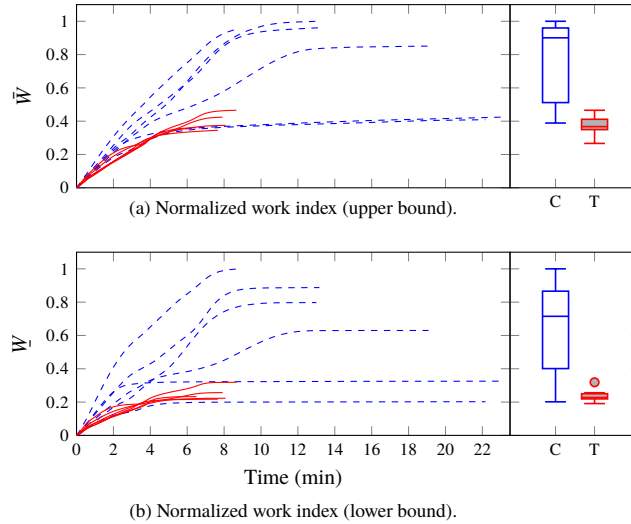 1
0.8
0.6
0.4
0.2
0
W̄
C T
(a) Normalized work index (upper bound).
1
0.8
0.6
0.4
0.2
0
W̲
0 2 4 6 8 10 12 14 16 18 20 22 C T
Time (min)
(b) Normalized work index (lower bound).